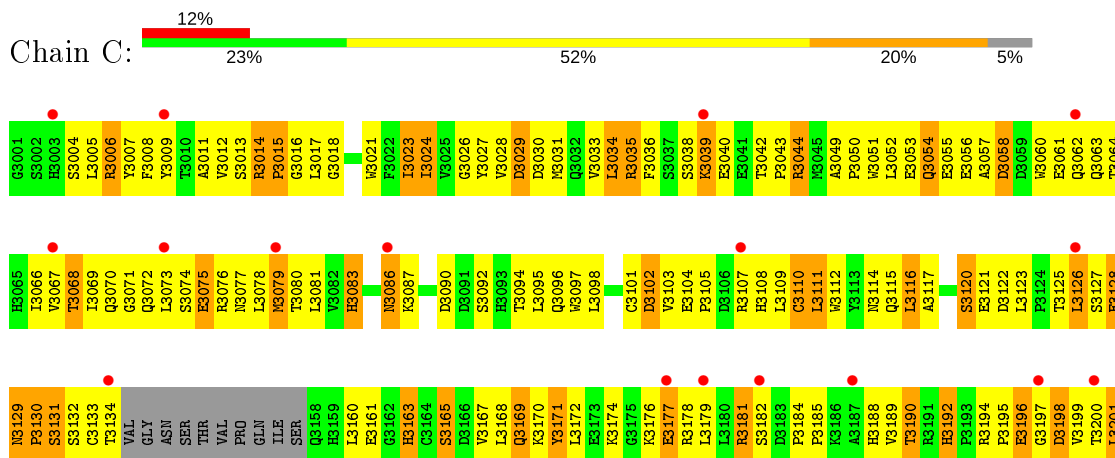 12%
Chain C:
23% 52% 20% 5%
G3001 S3002 H3003 S3004 L3005 R3006 Y3007 F3008 Y3009 T3010 A3011 V3012 S3013 R3014 P3015 G3016 L3017 G3018 W3021 F3022 I3023 I3024 V3025 G3026 Y3027 V3028 D3029 D3030 M3031 Q3032 V3033 L3034 R3035 F3036 S3037 S3038 K3039 E3040 E3041 T3042 P3043 R3044 M3045 A3049 P3050 W3051 L3052 E3053 Q3054 E3055 E3056 A3057 D3058 D3059 W3060 E3061 Q3062 Q3063 T3064
H3065 I3066 V3067 T3068 I3069 Q3070 G3071 Q3072 L3073 S3074 E3075 R3076 N3077 L3078 M3079 T3080 L3081 V3082 H3083 N3086 K3087 D3090 D3091 S3092 H3093 T3094 L3095 Q3096 W3097 L3098 C3101 D3102 V3103 E3104 P3105 D3106 R3107 H3108 L3109 C3110 L3111 W3112 Y3113 N3114 Q3115 L3116 A3117 S3120 E3121 D3122 L3123 P3124 T3125 L3126 S3127
N3129 P3130 S3131 S3132 C3133 T3134 VAL GLY ASN SER THR VAL PRO GLN ILE SER Q3158 H3159 L3160 E3161 G3162 H3163 C3164 S3165 D3166 V3167 L3168 Q3169 K3170 Y3171 L3172 E3173 K3174 G3175 K3176 E3177 R3178 L3179 L3180 R3181 S3182 D3183 P3184 P3185 K3186 A3187 H3188 V3189 T3190 R3191 H3192 P3193 R3194 P3195 E3196 G3197 D3198 V3199 T3200 L3201